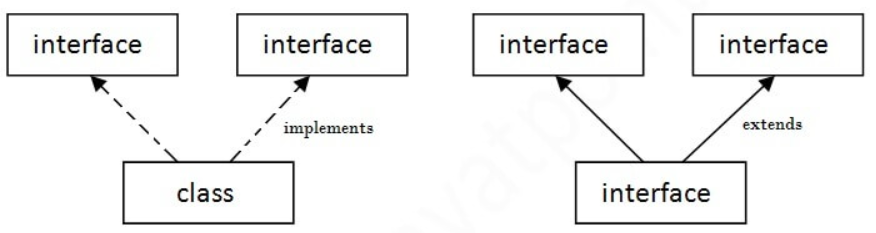 interface interface interface interface
implements extends
class interface